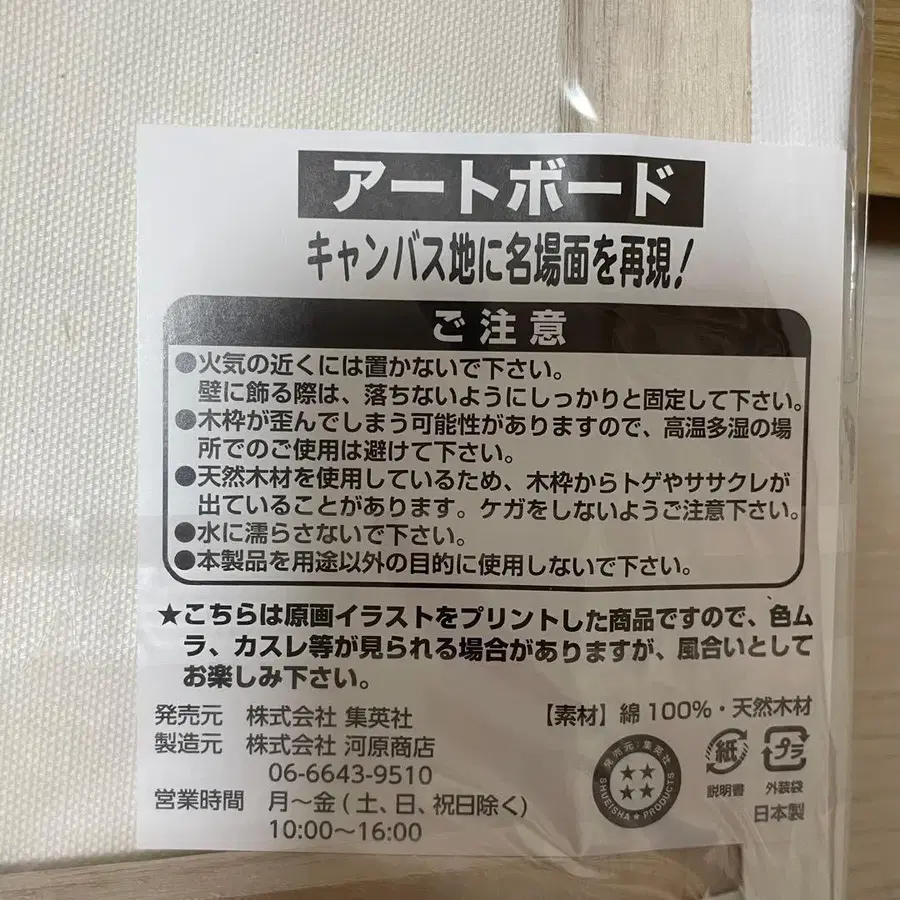 アートボード
キャンバス地に名場面を再現!
ご注意
●火気の近くには置かないで下さい。
壁に飾る際は、落ちないようにしっかりと固定して下さい。
●木枠が歪んでしまう可能性がありますので、高温多湿の場
所でのご使用は避けて下さい。
●天然木材を使用しているため、木枠からトゲやササクレが
出ていることがあります。ケガをしないようご注意下さい。
●水に濡らさないで下さい。
●本製品を用途以外の目的に使用しないで下さい。
★こちらは原画イラストをプリントした商品ですので、色ム
ラ、カスレ等が見られる場合がありますが、風合いとして
お楽しみ下さい。
発売元 株式会社 集英社
製造元 株式会社 河原商店
06-6643-9510
営業時間 月〜金(土、日、祝日除く)
10:00〜16:00
【素材】綿100%・天然木材
発売元:集英社
SHUEISHA★PRODUCTS
紙
説明書
プラ
外装袋
日本製